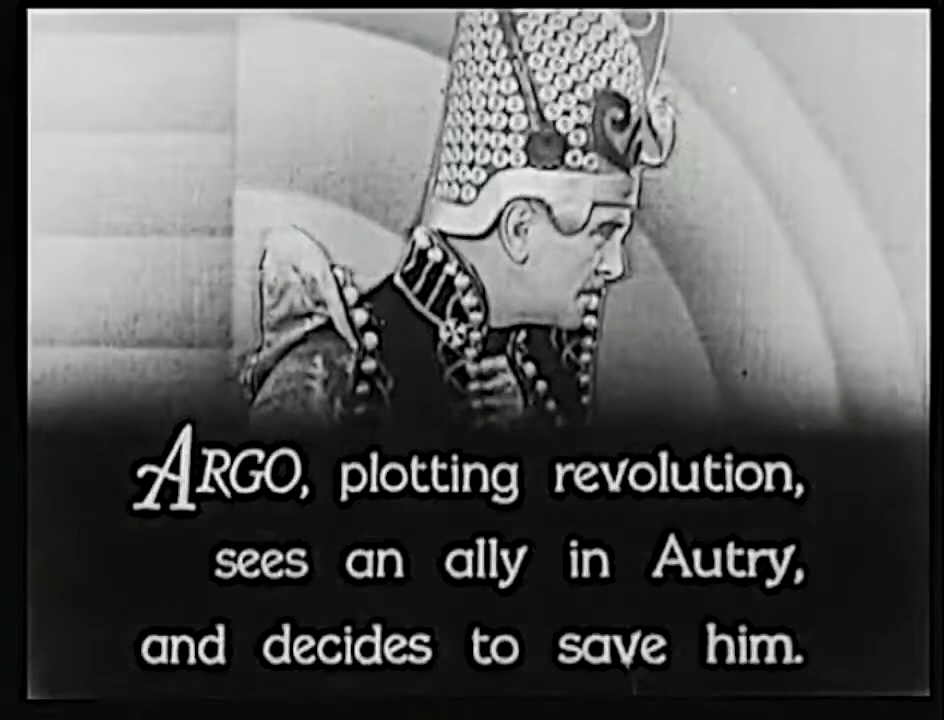 ARGO, plotting revolution,
sees an ally in Autry,
and decides to save him.